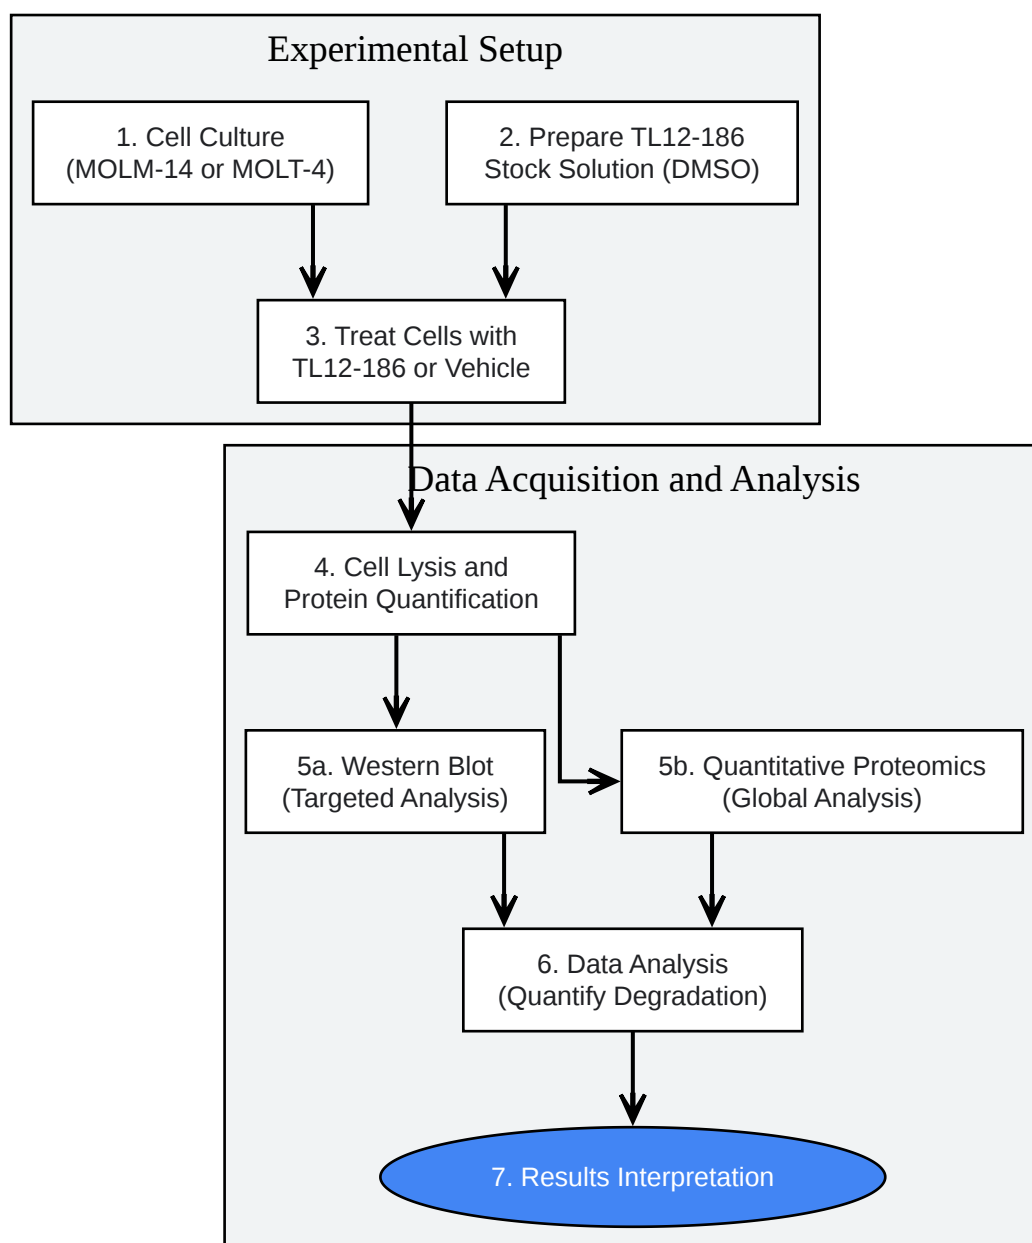 Experimental Setup
1. Cell Culture
(MOLM-14 or MOLT-4)
2. Prepare TL12-186
Stock Solution (DMSO)
3. Treat Cells with
TL12-186 or Vehicle
Data Acquisition and Analysis
4. Cell Lysis and
Protein Quantification
5a. Western Blot
(Targeted Analysis)
5b. Quantitative Proteomics
(Global Analysis)
6. Data Analysis
(Quantify Degradation)
7. Results Interpretation